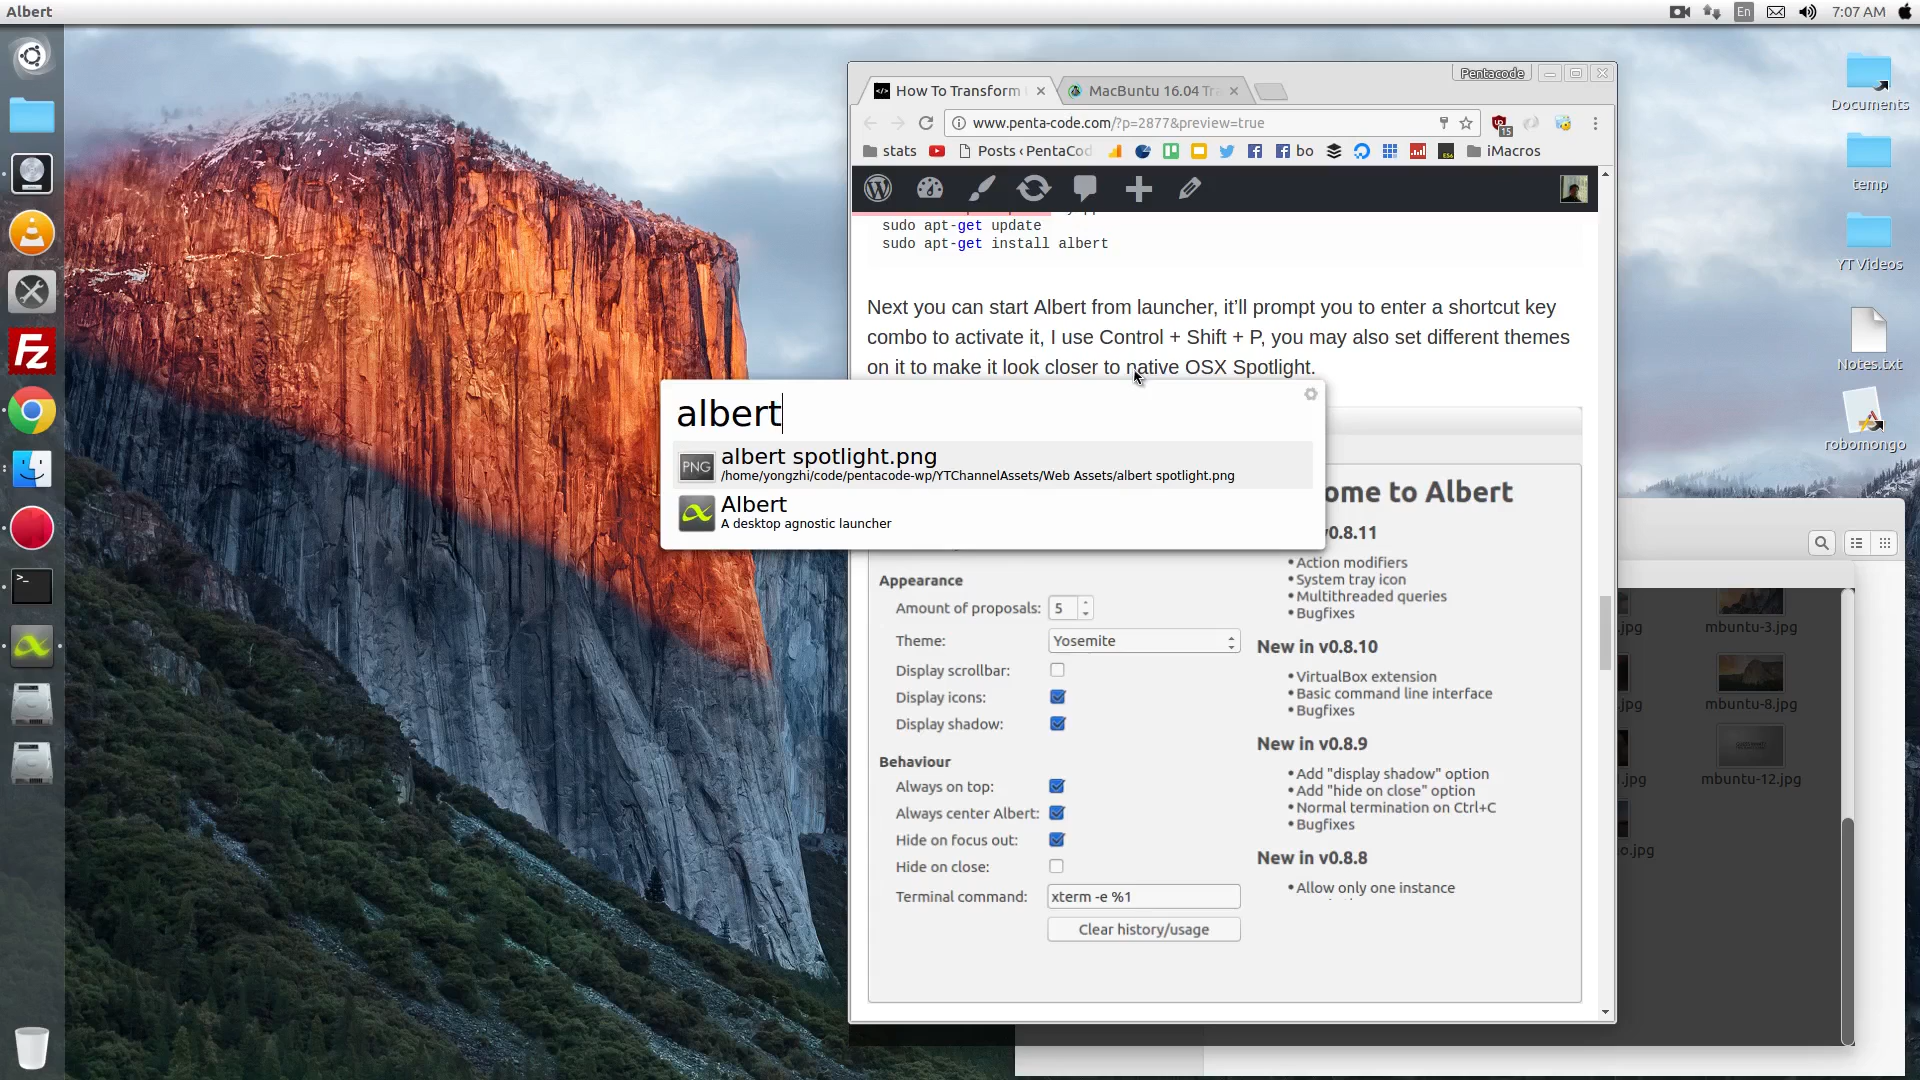 Albert
En
7:07 AM
Pentacode
How To Transform
MacBuntu 16.04 Tra
www.penta-code.com/?p=2877&preview=true
15
stats
Posts ‹ PentaCod
bo
ES6
iMacros
sudo apt-get update
sudo apt-get install albert
Next you can start Albert from launcher, it’ll prompt you to enter a shortcut key
combo to activate it, I use Control + Shift + P, you may also set different themes
on it to make it look closer to native OSX Spotlight.
albert
PNG
albert spotlight.png
/home/yongzhi/code/pentacode-wp/YTChannelAssets/Web Assets/albert spotlight.png
Albert
A desktop agnostic launcher
ome to Albert
v0.8.11
•Action modifiers
•System tray icon
•Multithreaded queries
•Bugfixes
Appearance
Amount of proposals: 5
Theme: Yosemite
Display scrollbar:
Display icons:
Display shadow:
Behaviour
Always on top:
Always center Albert:
Hide on focus out:
Hide on close:
Terminal command: xterm -e %1
Clear history/usage
New in v0.8.10
•VirtualBox extension
•Basic command line interface
•Bugfixes
New in v0.8.9
•Add "display shadow" option
•Add "hide on close" option
•Normal termination on Ctrl+C
•Bugfixes
New in v0.8.8
•Allow only one instance
Documents
temp
YT Videos
Notes.txt
robomongo
.jpg
mbuntu-3.jpg
.jpg
mbuntu-8.jpg
.jpg
mbuntu-12.jpg
o.jpg
FZ
>_